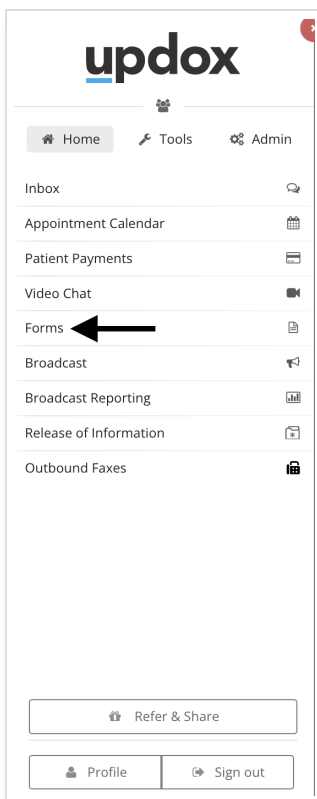 updox
Home Tools Admin
Inbox
Appointment Calendar
Patient Payments
Video Chat
Forms
Broadcast
Broadcast Reporting
Release of Information
Outbound Faxes
Refer & Share
Profile Sign out